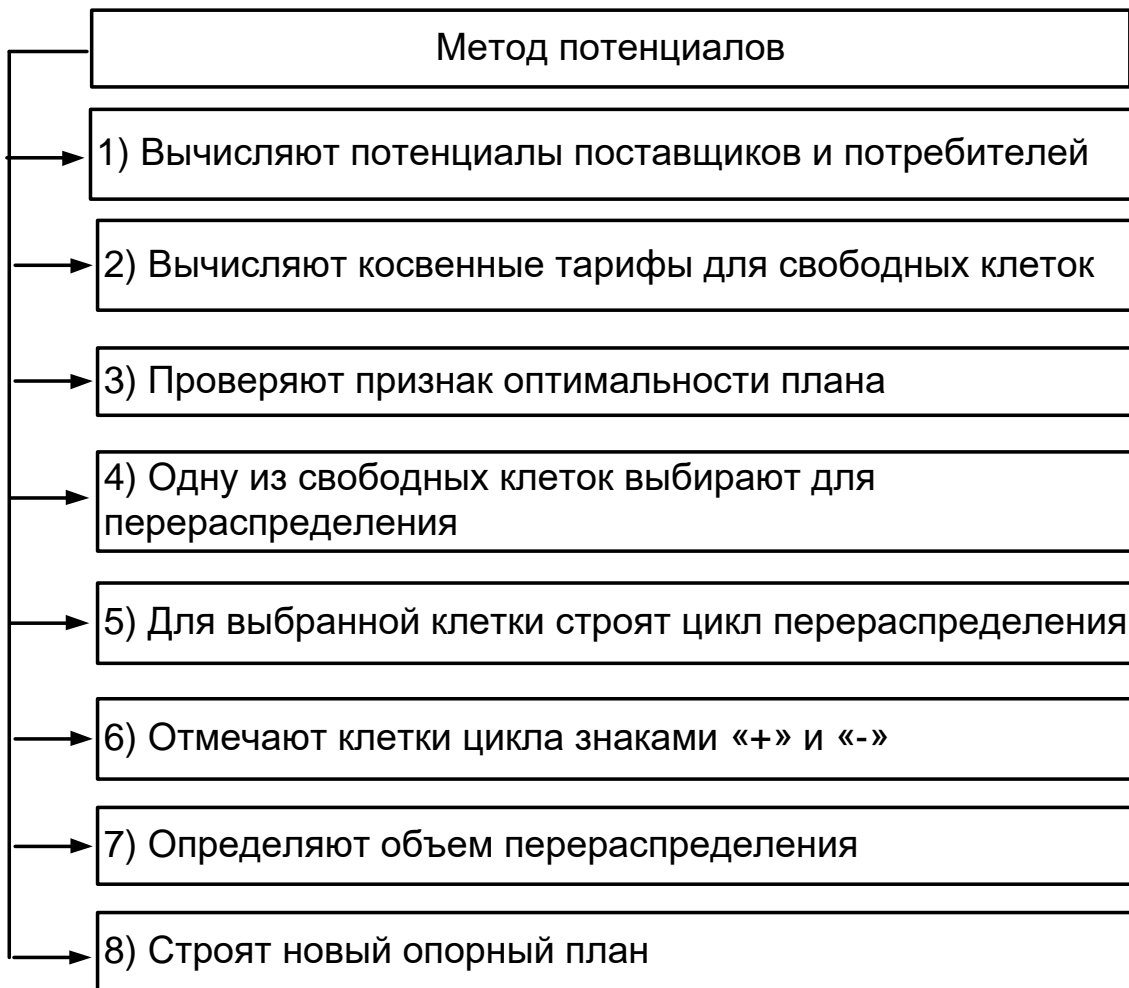 Метод потенциалов
1) Вычисляют потенциалы поставщиков и потребителей
2) Вычисляют косвенные тарифы для свободных клеток
3) Проверяют признак оптимальности плана
4) Одну из свободных клеток выбирают для
перераспределения
5) Для выбранной клетки строят цикл перераспределения
6) Отмечают клетки цикла знаками «+» и «-»
7) Определяют объем перераспределения
8) Строят новый опорный план